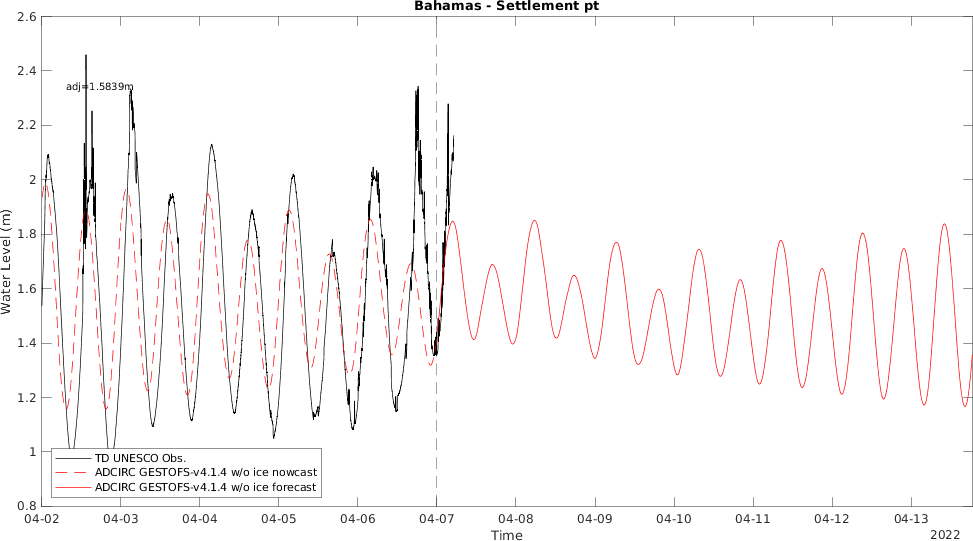 Bahamas - Settlement pt
2.6
2.4
adj=1.5839m
2.2
2
1.8
Water Level (m)
1.6
1.4
1.2
1
0.8
TD UNESCO Obs.
ADCIRC GESTOFS-v4.1.4 w/o ice nowcast
ADCIRC GESTOFS-v4.1.4 w/o ice forecast
04-02 04-03 04-04 04-05 04-06 04-07 04-08 04-09 04-10 04-11 04-12 04-13
Time
2022